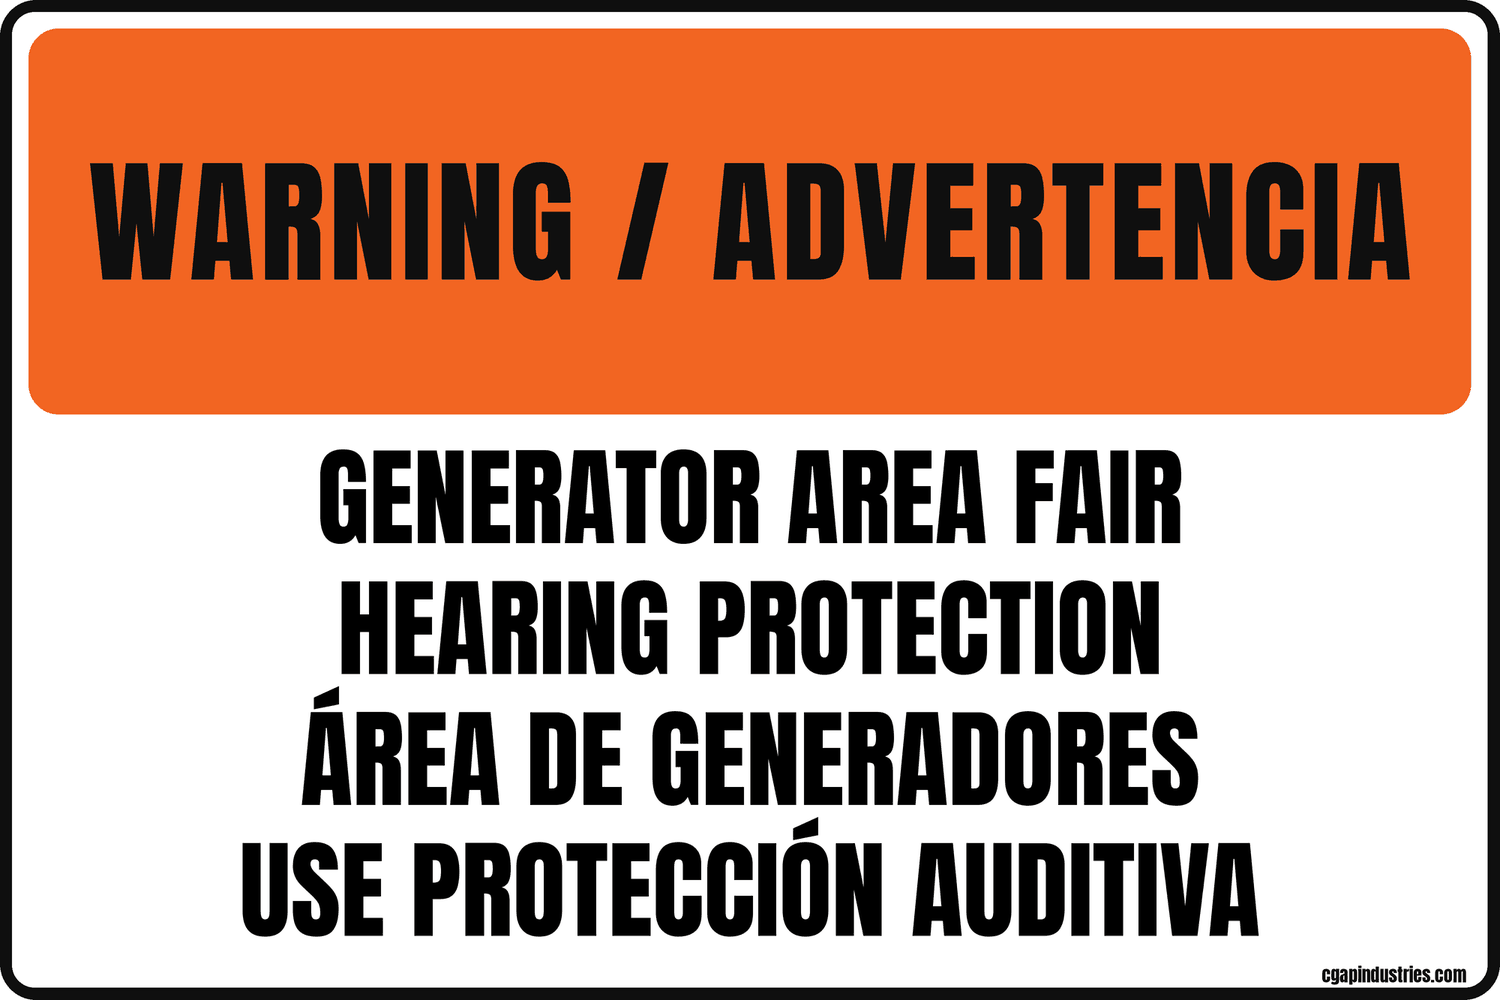 WARNING / ADVERTENCIA
GENERATOR AREA FAIR
HEARING PROTECTION
ÁREA DE GENERADORES
USE PROTECCIÓN AUDITIVA
cgapindustries.com